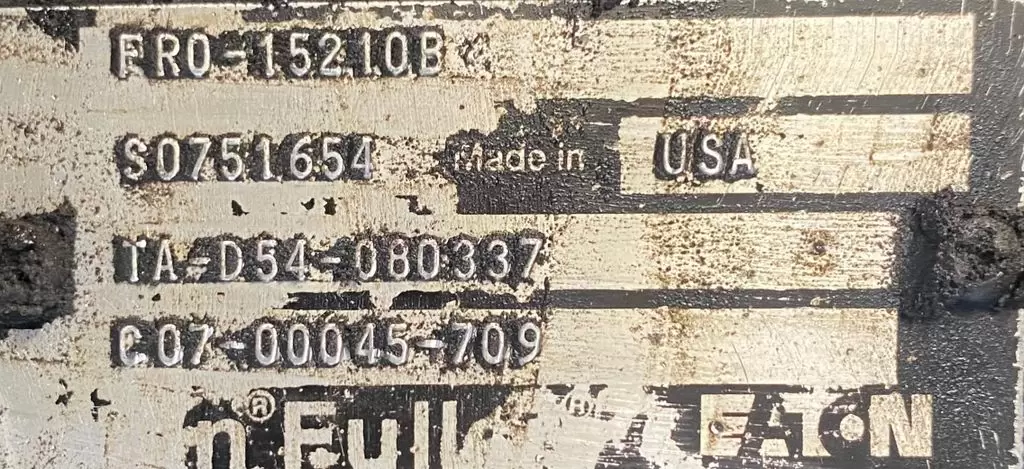 FRO-15210B
S0751654 Made in USA
TA-D54-080337
C07-00045-709
EATON